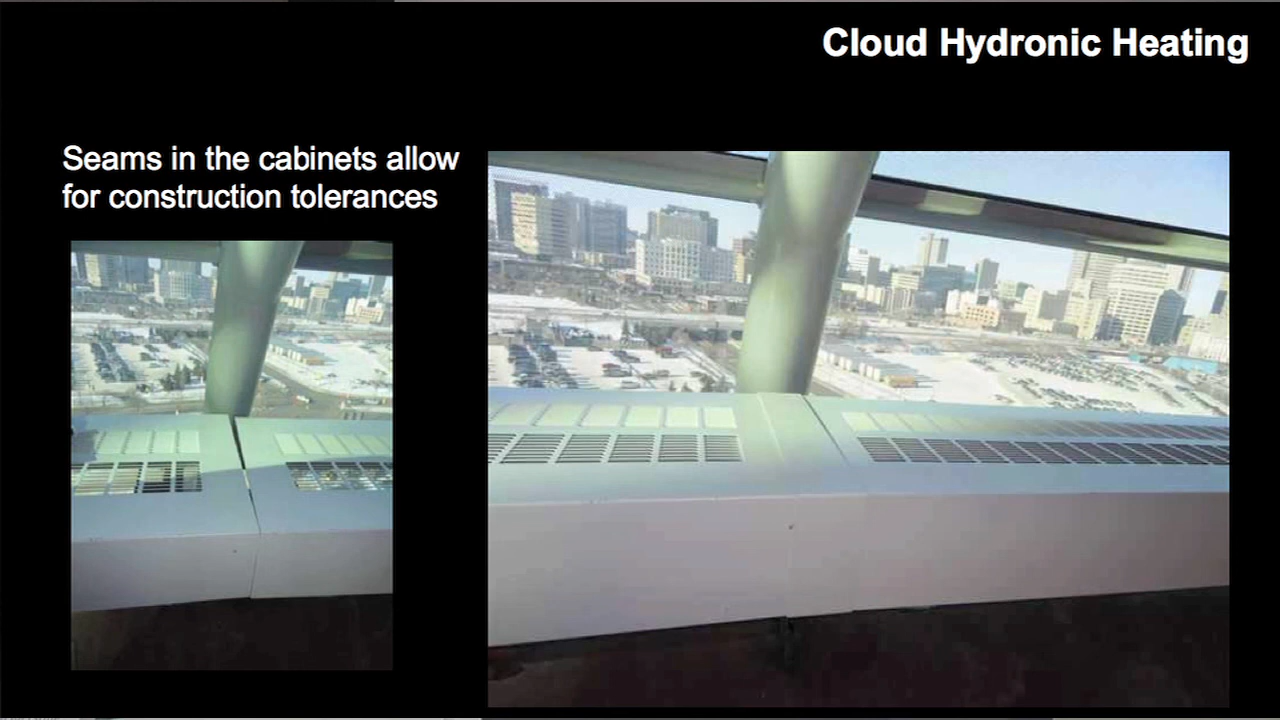 Cloud Hydronic Heating
Seams in the cabinets allow
for construction tolerances